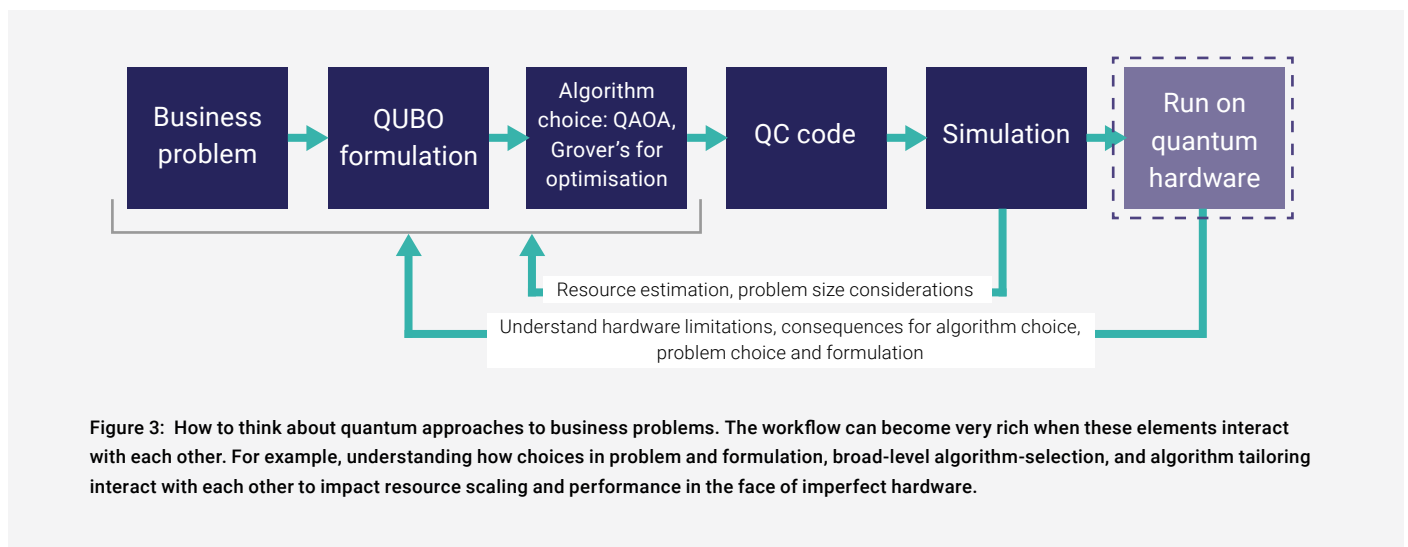 Business
problem
QUBO
formulation
Algorithm
choice: QAOA,
Grover’s for
optimisation
QC code
Simulation
Run on
quantum
hardware
Resource estimation, problem size considerations
Understand hardware limitations, consequences for algorithm choice,
problem choice and formulation
Figure 3: How to think about quantum approaches to business problems. The workflow can become very rich when these elements interact
with each other. For example, understanding how choices in problem and formulation, broad-level algorithm-selection, and algorithm tailoring
interact with each other to impact resource scaling and performance in the face of imperfect hardware.